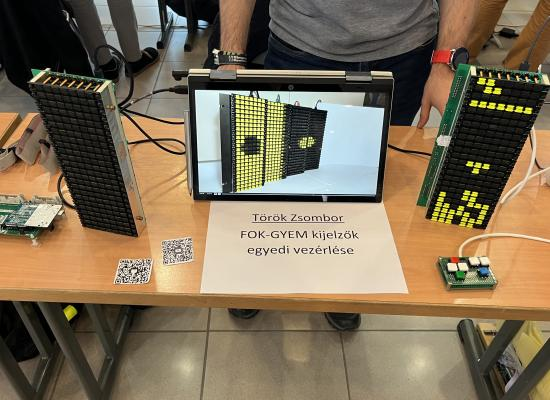 Török Zsombor
FOK-GYEM kijelzők
egyedi vezérlése